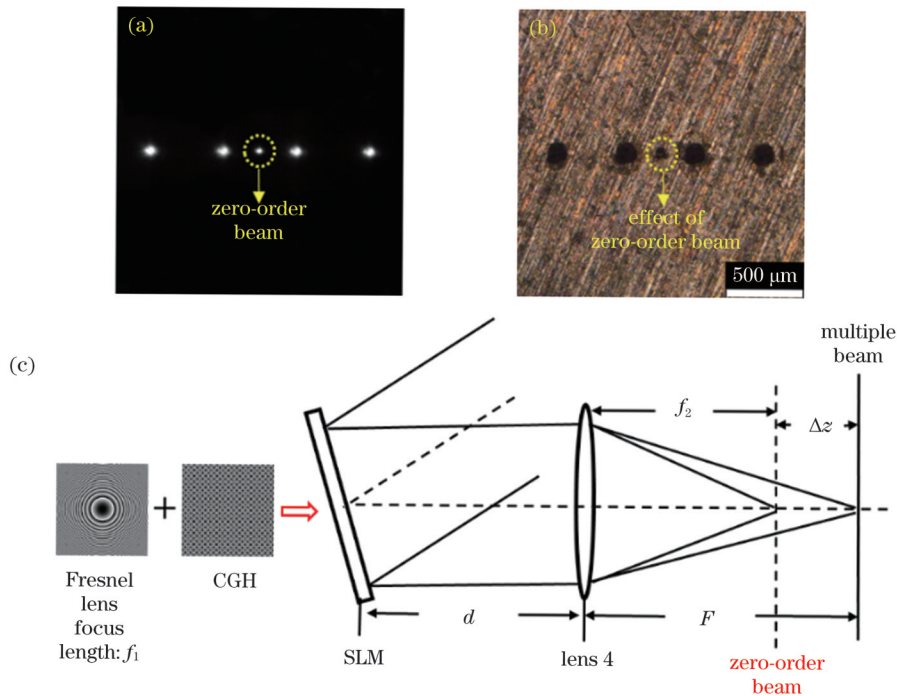 (a)
zero-order
beam
(b)
effect of
zero-order beam
500 μm
(c)
Fresnel
lens
focus
length: f₁
CGH
SLM
d
lens 4
f₂
F
Δz
multiple
beam
zero-order
beam